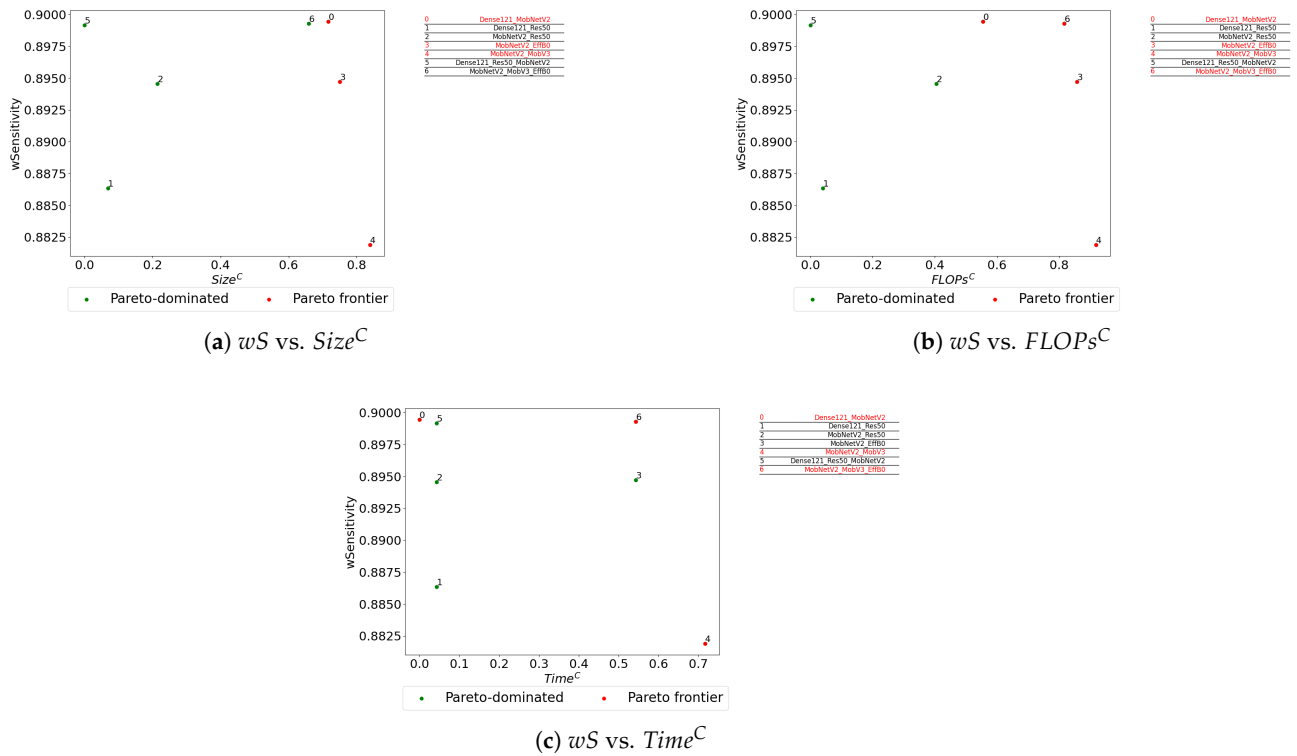 0.9000
0.8975
0.8950
0.8925
0.8900
0.8875
0.8850
0.8825
wSensitivity
5
6
0
3
2
1
4
0.0 0.2 0.4 0.6 0.8
Size^C
Pareto-dominated Pareto frontier
0 Dense121_MobNetV2
1 Dense121_Res50
2 MobNetV2_Res50
3 MobNetV2_EffB0
4 MobNetV2_MobV3
5 Dense121_Res50_MobNetV2
6 MobNetV2_MobV3_EffB0
(a) wS vs. Size^C
0.9000
0.8975
0.8950
0.8925
0.8900
0.8875
0.8850
0.8825
wSensitivity
5
0
6
3
2
1
4
0.0 0.2 0.4 0.6 0.8
FLOPs^C
Pareto-dominated Pareto frontier
0 Dense121_MobNetV2
1 Dense121_Res50
2 MobNetV2_Res50
3 MobNetV2_EffB0
4 MobNetV2_MobV3
5 Dense121_Res50_MobNetV2
6 MobNetV2_MobV3_EffB0
(b) wS vs. FLOPs^C
0.9000
0.8975
0.8950
0.8925
0.8900
0.8875
0.8850
0.8825
wSensitivity
0
5
6
2
3
1
4
0.0 0.1 0.2 0.3 0.4 0.5 0.6 0.7
Time^C
Pareto-dominated Pareto frontier
0 Dense121_MobNetV2
1 Dense121_Res50
2 MobNetV2_Res50
3 MobNetV2_EffB0
4 MobNetV2_MobV3
5 Dense121_Res50_MobNetV2
6 MobNetV2_MobV3_EffB0
(c) wS vs. Time^C